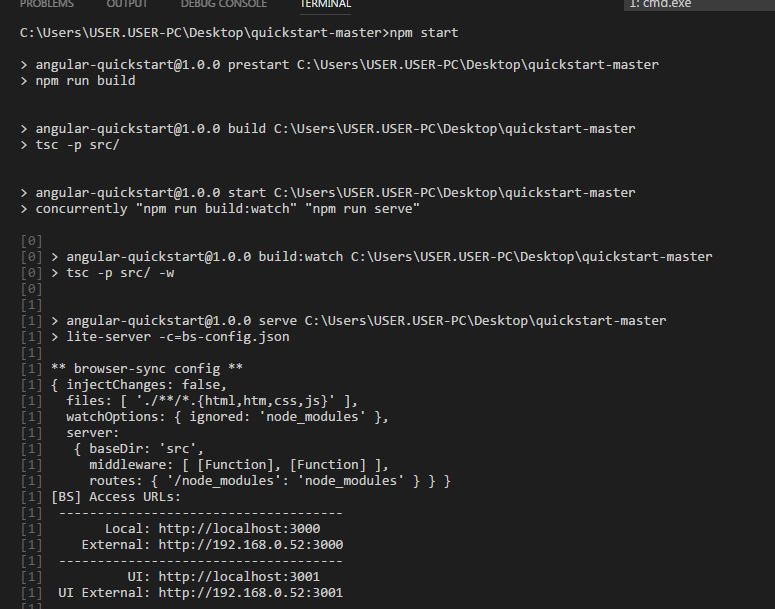 PROBLEMS OUTPUT DEBUG CONSOLE TERMINAL 1: cmd.exe
C:\Users\USER.USER-PC\Desktop\quickstart-master>npm start
> angular-quickstart@1.0.0 prestart C:\Users\USER.USER-PC\Desktop\quickstart-master
> npm run build
> angular-quickstart@1.0.0 build C:\Users\USER.USER-PC\Desktop\quickstart-master
> tsc -p src/
> angular-quickstart@1.0.0 start C:\Users\USER.USER-PC\Desktop\quickstart-master
> concurrently "npm run build:watch" "npm run serve"
[0]
[0] > angular-quickstart@1.0.0 build:watch C:\Users\USER.USER-PC\Desktop\quickstart-master
[0] > tsc -p src/ -w
[0]
[1]
[1] > angular-quickstart@1.0.0 serve C:\Users\USER.USER-PC\Desktop\quickstart-master
[1] > lite-server -c=bs-config.json
[1]
[1] ** browser-sync config **
[1] { injectChanges: false,
[1]   files: [ './**/*.{html,htm,css,js}' ],
[1]   watchOptions: { ignored: 'node_modules' },
[1]   server:
[1]    { baseDir: 'src',
[1]      middleware: [ [Function], [Function] ],
[1]      routes: { '/node_modules': 'node_modules' } } }
[1] [BS] Access URLs:
[1]  -------------------------------------
[1]        Local: http://localhost:3000
[1]     External: http://192.168.0.52:3000
[1]  -------------------------------------
[1]           UI: http://localhost:3001
[1]  UI External: http://192.168.0.52:3001
[1]